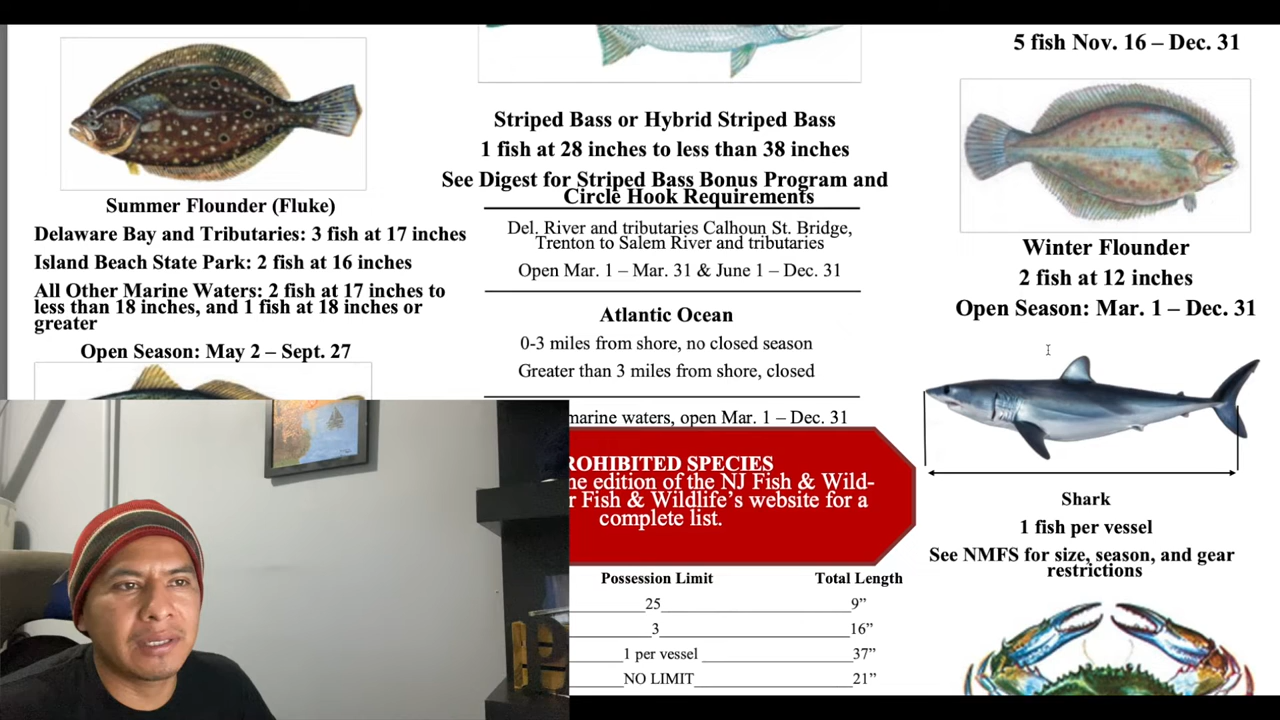 Summer Flounder (Fluke)
Delaware Bay and Tributaries: 3 fish at 17 inches
Island Beach State Park: 2 fish at 16 inches
All Other Marine Waters: 2 fish at 17 inches to
less than 18 inches, and 1 fish at 18 inches or
greater
Open Season: May 2 – Sept. 27
Striped Bass or Hybrid Striped Bass
1 fish at 28 inches to less than 38 inches
See Digest for Striped Bass Bonus Program and
Circle Hook Requirements
Del. River and tributaries Calhoun St. Bridge,
Trenton to Salem River and tributaries
Open Mar. 1 – Mar. 31 & June 1 – Dec. 31
Atlantic Ocean
0-3 miles from shore, no closed season
Greater than 3 miles from shore, closed
marine waters, open Mar. 1 – Dec. 31
ROHIBITED SPECIES
ne edition of the NJ Fish & Wild-
r Fish & Wildlife’s website for a
complete list.
Possession Limit Total Length
25 9”
3 16”
1 per vessel 37”
NO LIMIT 21”
5 fish Nov. 16 – Dec. 31
Winter Flounder
2 fish at 12 inches
Open Season: Mar. 1 – Dec. 31
Shark
1 fish per vessel
See NMFS for size, season, and gear
restrictions